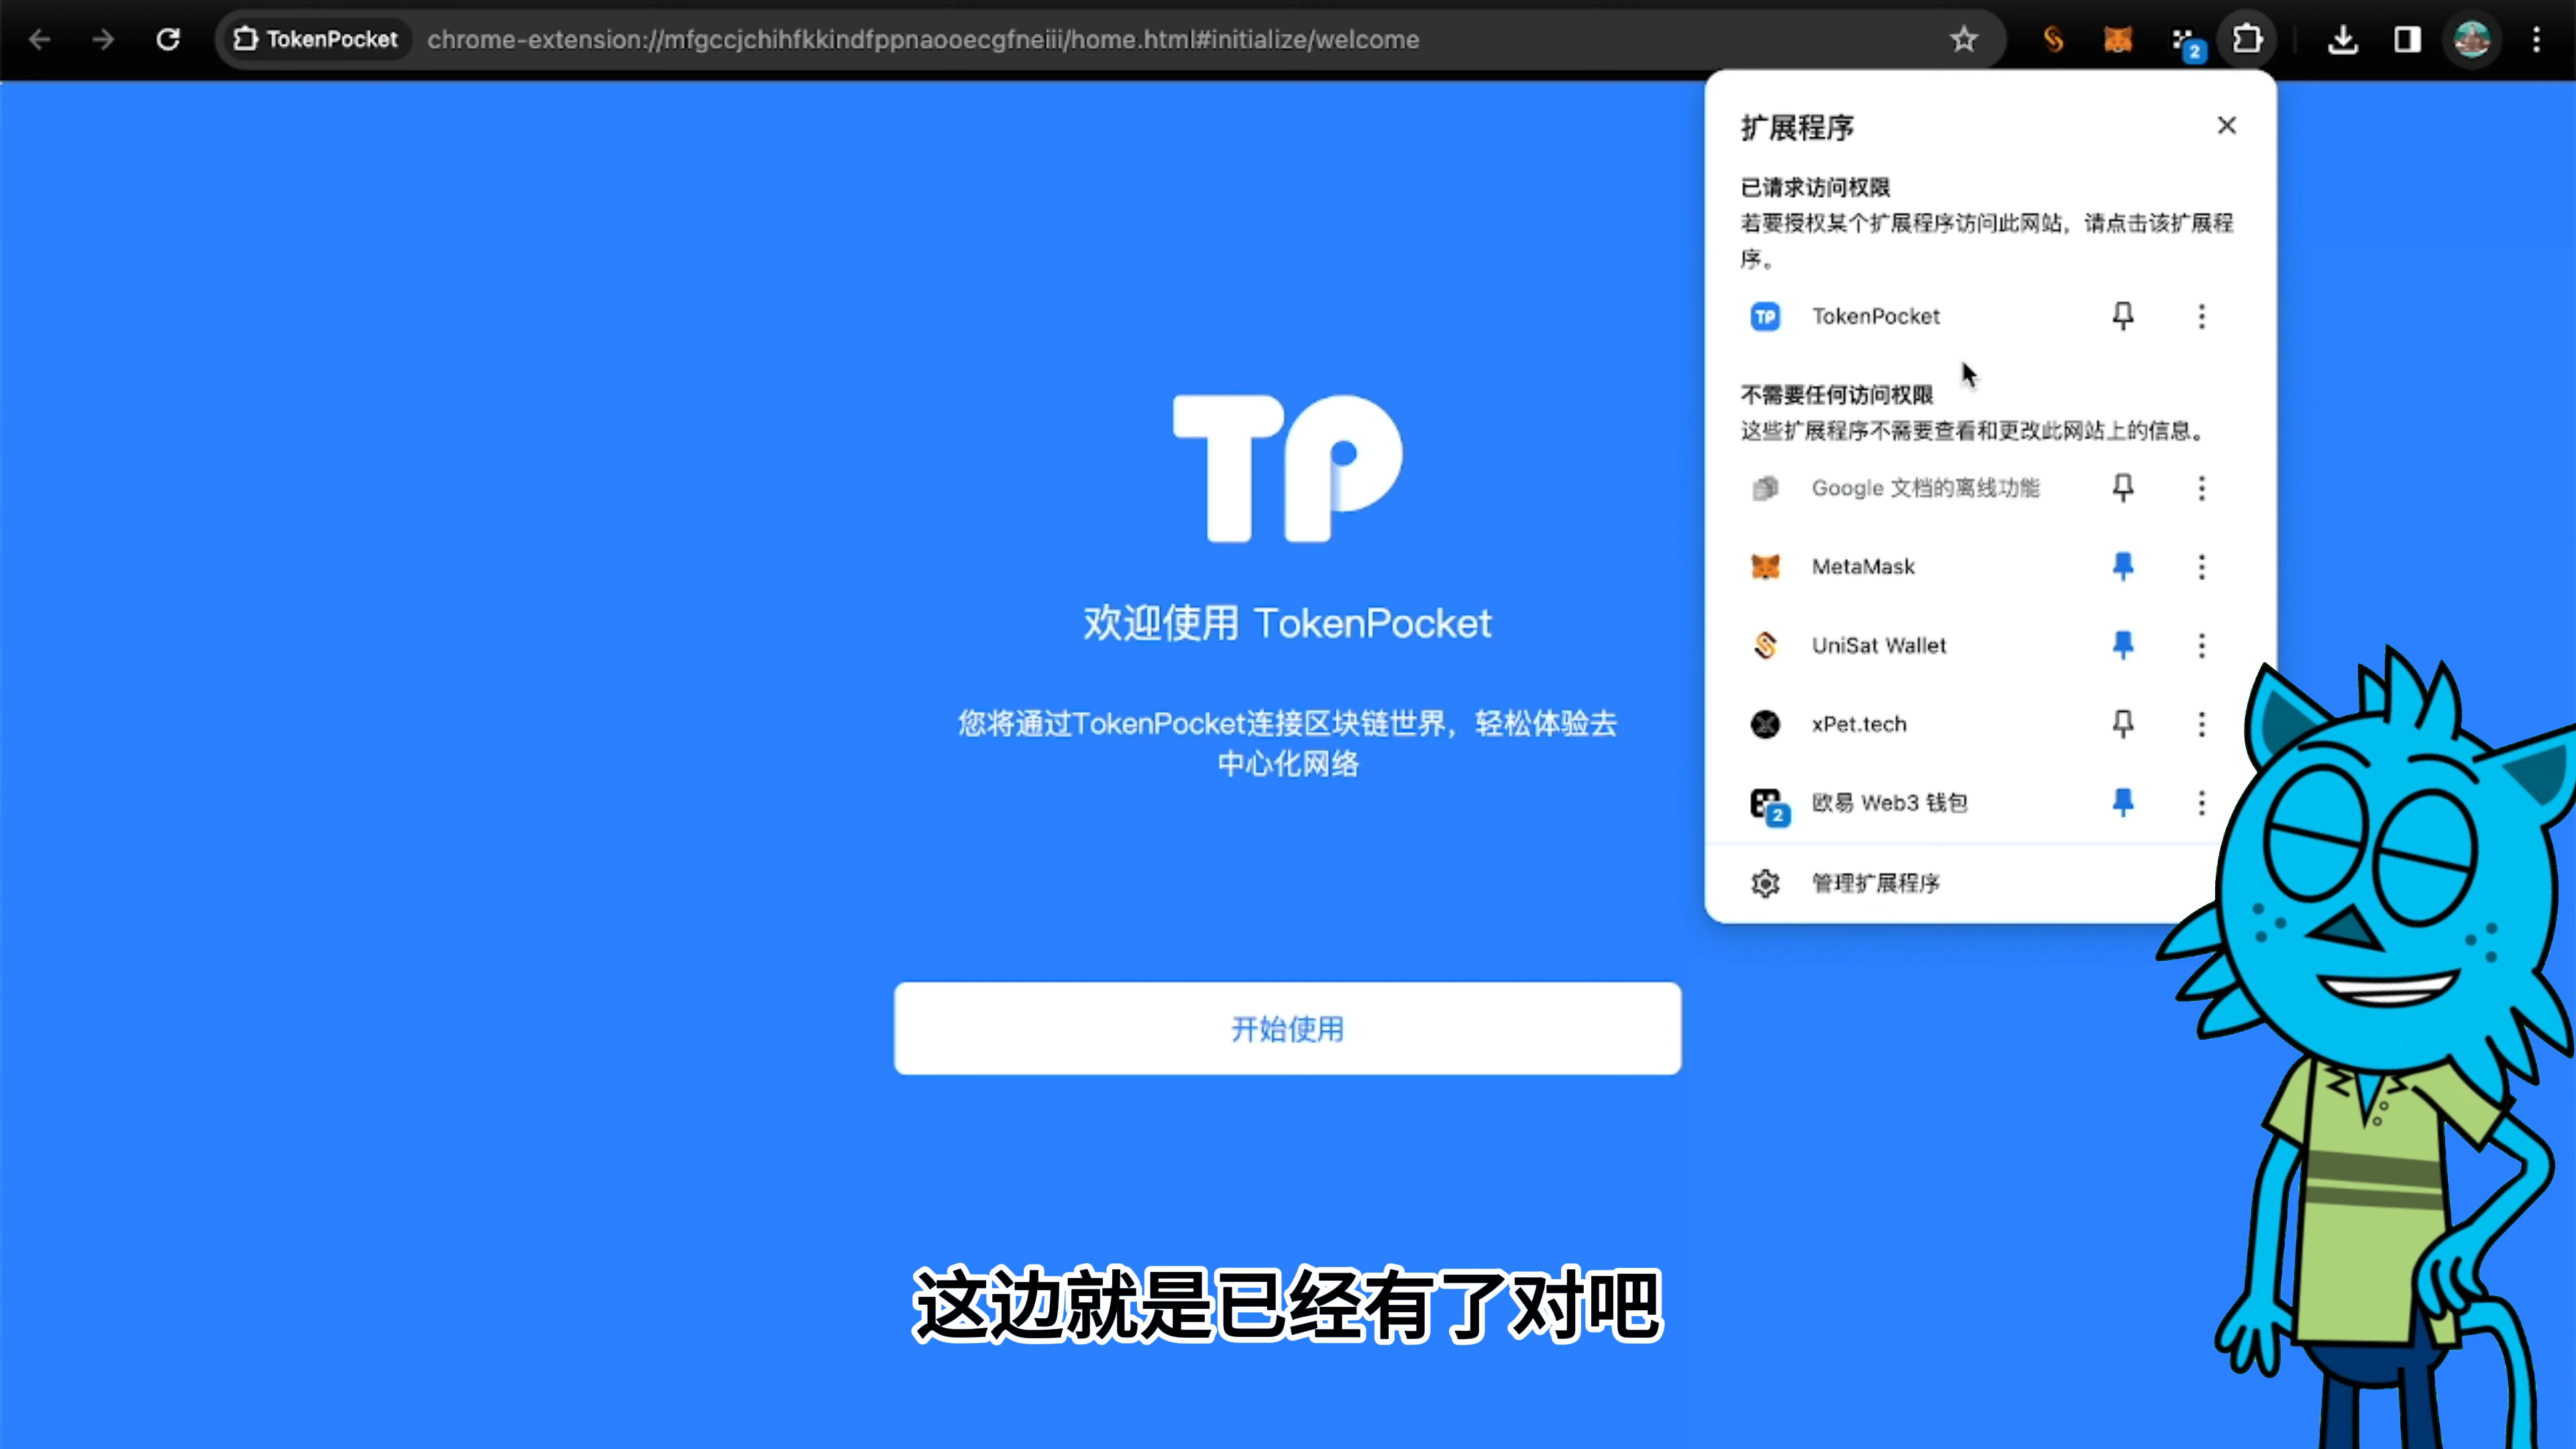 TokenPocket
chrome-extension://mfgccjchihfkkindfppnaooecgfneiii/home.html#initialize/welcome
2
扩展程序
已请求访问权限
若要授权某个扩展程序访问此网站，请点击该扩展程
序。
TP
TokenPocket
不需要任何访问权限
这些扩展程序不需要查看和更改此网站上的信息。
Google 文档的离线功能
MetaMask
UniSat Wallet
xPet.tech
2
欧易 Web3 钱包
管理扩展程序
TP
欢迎使用 TokenPocket
您将通过TokenPocket连接区块链世界，轻松体验去
中心化网络
开始使用
这边就是已经有了对吧